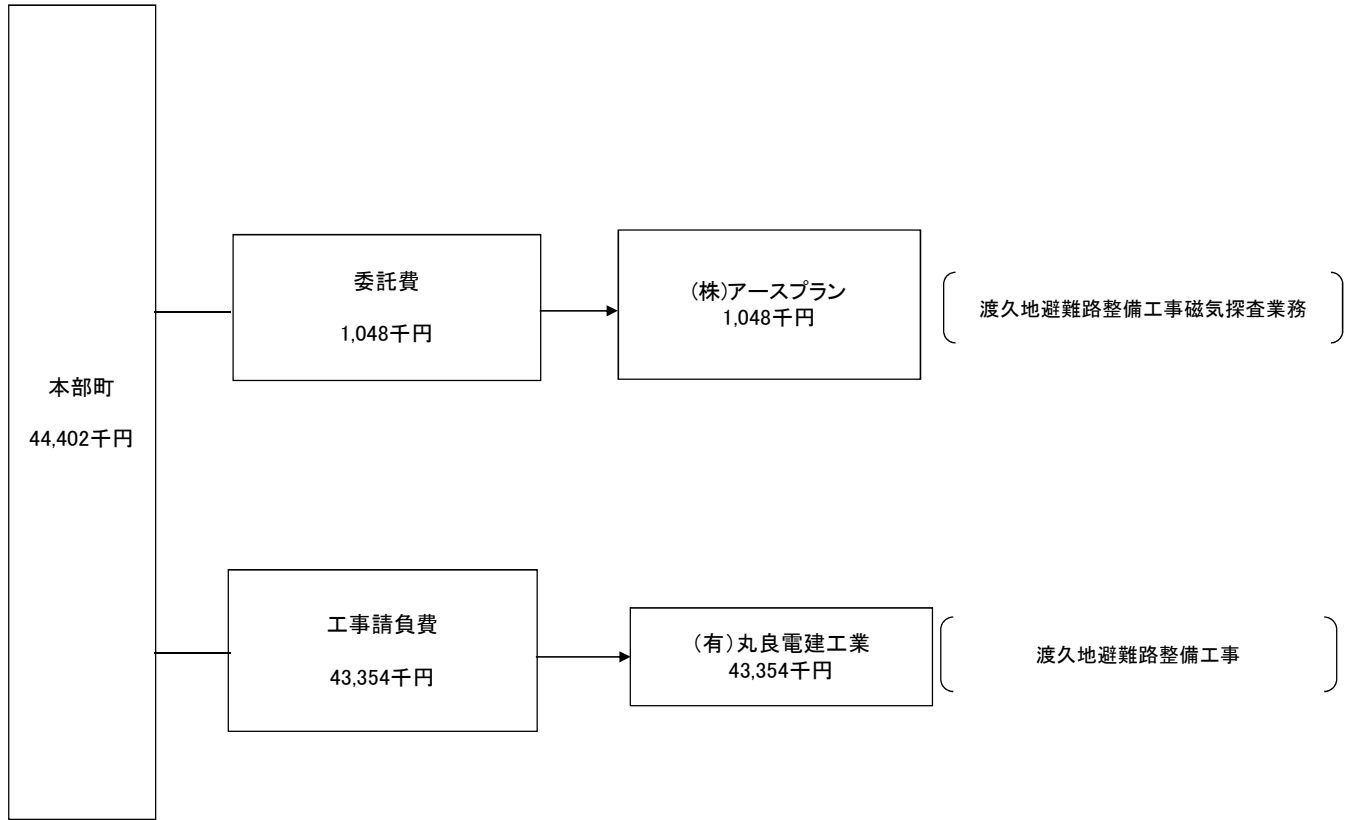 本部町
44,402千円
委託費
1,048千円
(株)アースプラン
1,048千円
渡久地避難路整備工事磁気探査業務
工事請負費
43,354千円
(有)丸良電建工業
43,354千円
渡久地避難路整備工事